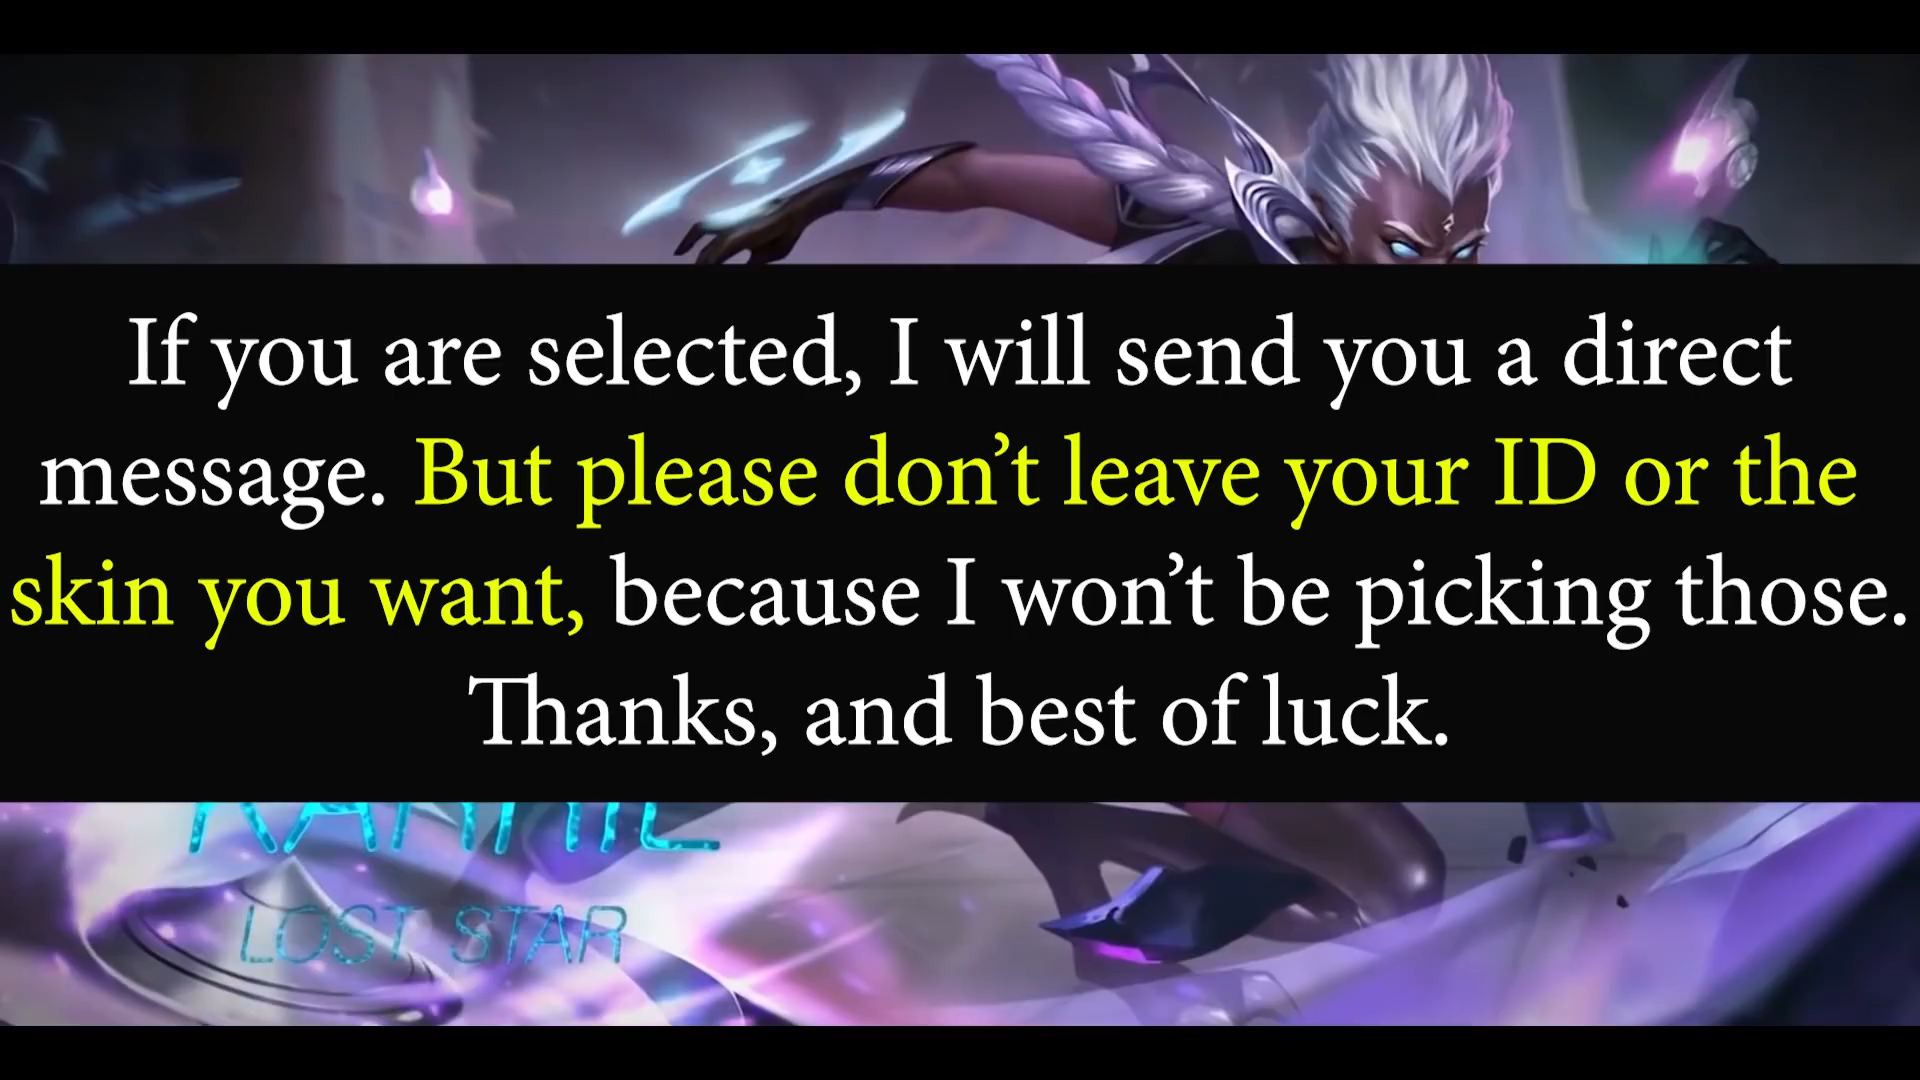 If you are selected, I will send you a direct
message. But please don't leave your ID or the
skin you want, because I won't be picking those.
Thanks, and best of luck.
LOST STAR